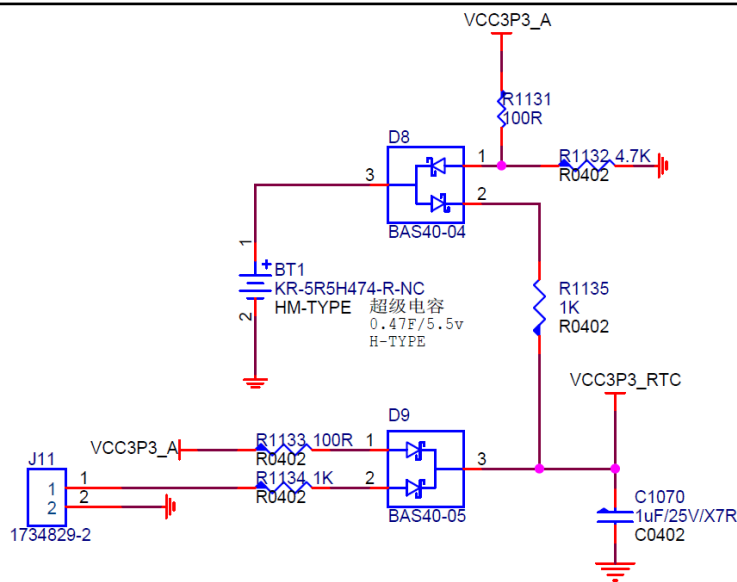 VCC3P3_A
R1131
100R
D8
3
1
2
BAS40-04
R1132 4.7K
R0402
1
+
BT1
KR-5R5H474-R-NC
HM-TYPE 超级电容
0.47F/5.5v
H-TYPE
2
R1135
1K
R0402
VCC3P3_RTC
D9
VCC3P3_A
R1133 100R
R0402
1
R1134 1K
R0402
2
3
BAS40-05
J11
1 1
2 2
1734829-2
C1070
1uF/25V/X7R
C0402